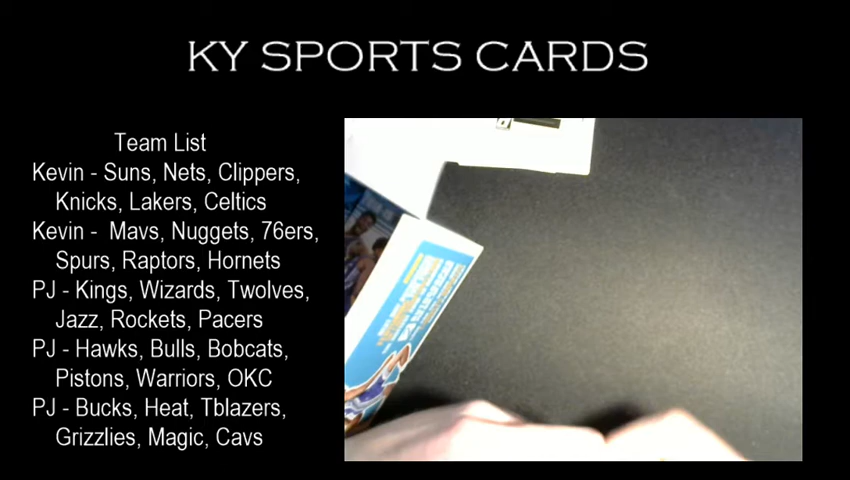 KY SPORTS CARDS
Team List
Kevin - Suns, Nets, Clippers,
Knicks, Lakers, Celtics
Kevin -  Mavs, Nuggets, 76ers,
Spurs, Raptors, Hornets
PJ - Kings, Wizards, Twolves,
Jazz, Rockets, Pacers
PJ - Hawks, Bulls, Bobcats,
Pistons, Warriors, OKC
PJ - Bucks, Heat, Tblazers,
Grizzlies, Magic, Cavs